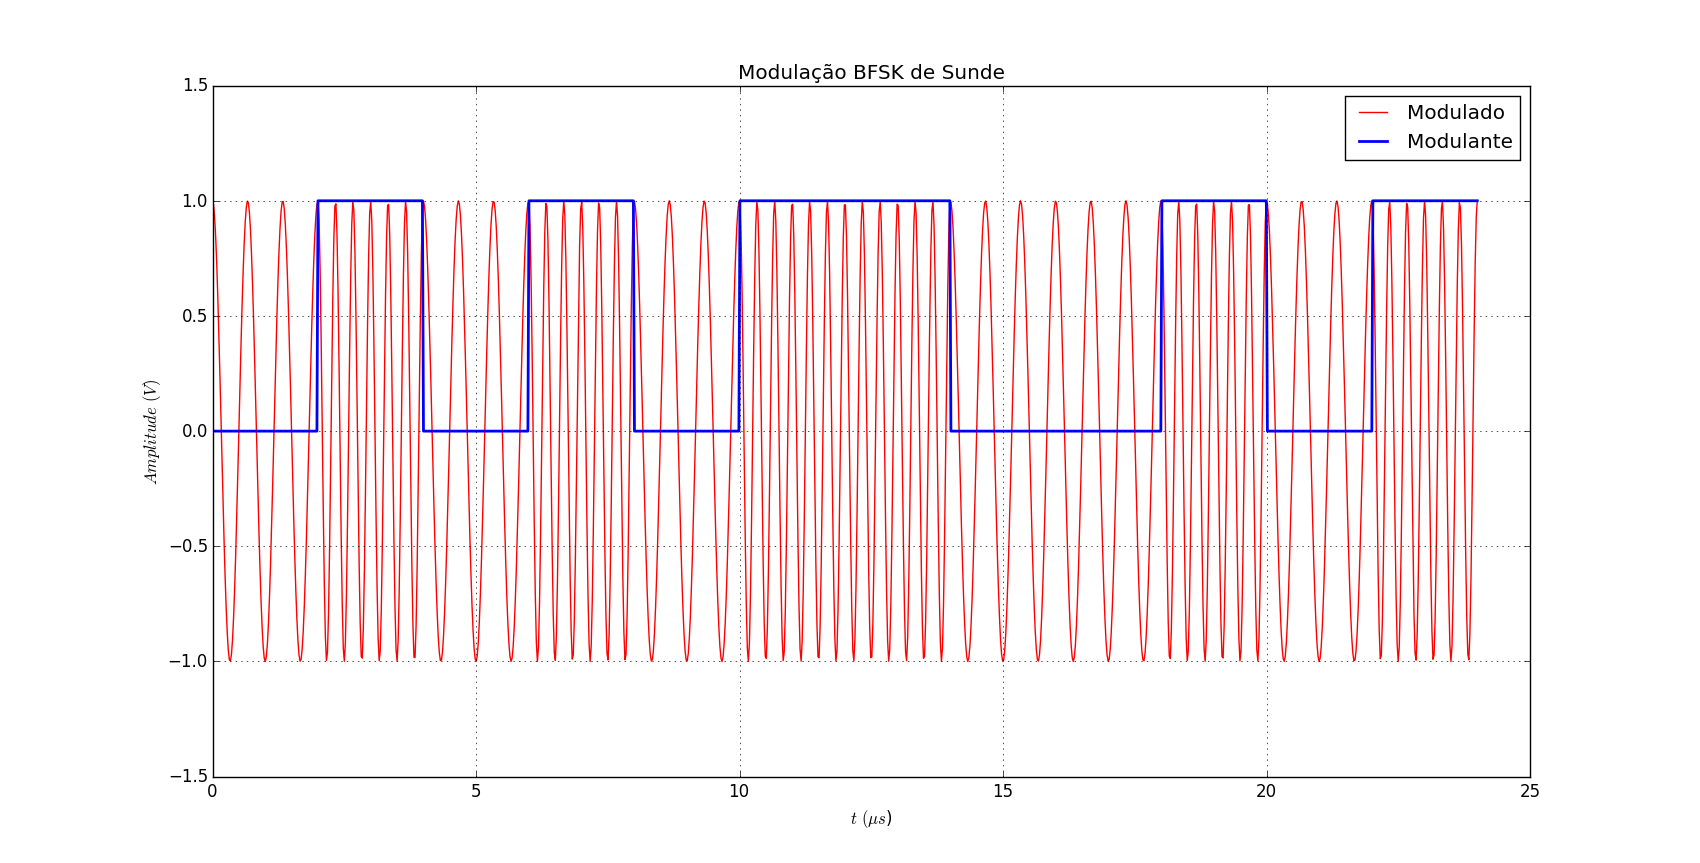 Modulação BFSK de Sunde
1.5
1.0
0.5
0.0
−0.5
−1.0
−1.5
Amplitude (V)
Modulado
Modulante
0 5 10 15 20 25
t (μs)